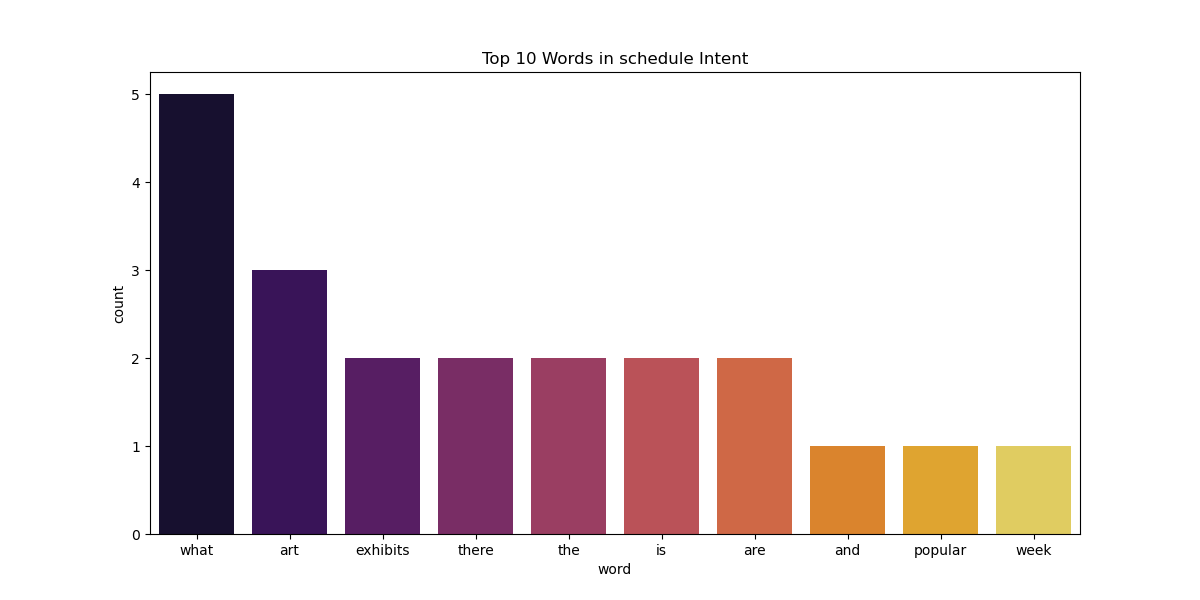 Top 10 Words in schedule Intent
count
5
4
3
2
1
0
what art exhibits there the is are and popular week
word